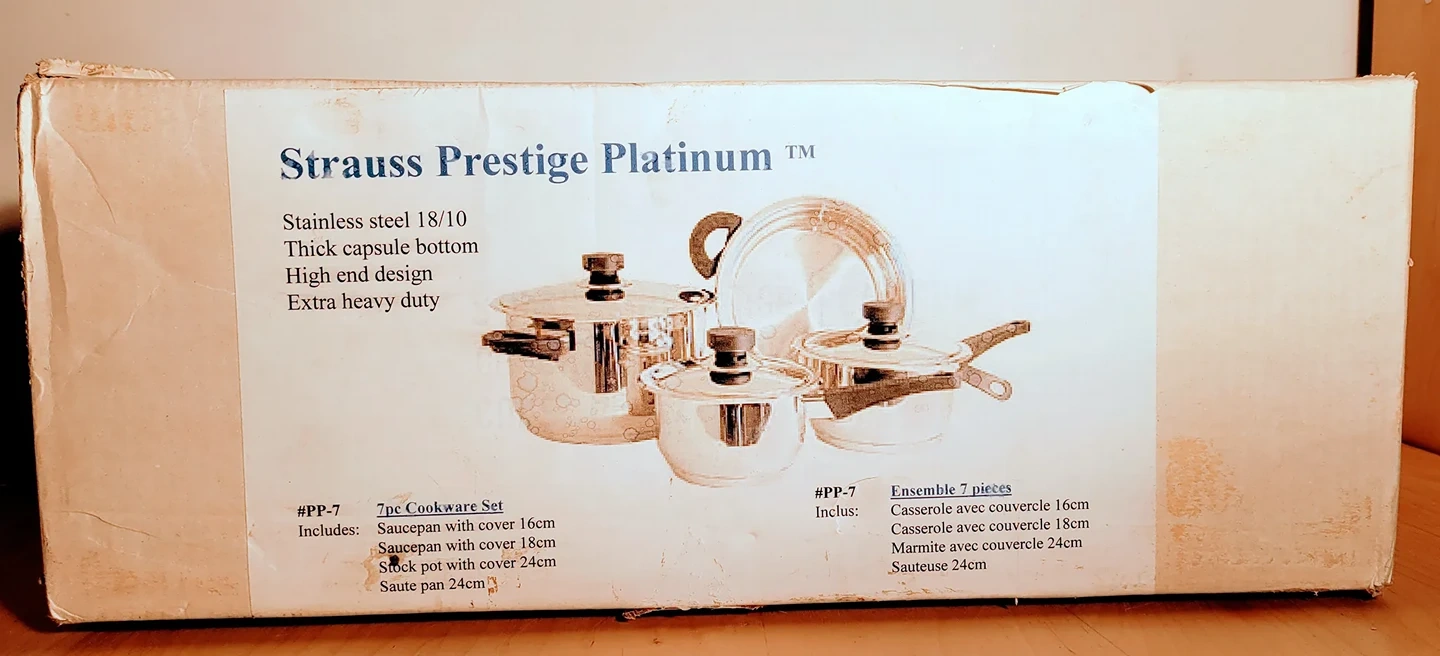 Strauss Prestige Platinum ™
Stainless steel 18/10
Thick capsule bottom
High end design
Extra heavy duty
#PP-7 7pc Cookware Set
Includes: Saucepan with cover 16cm
Saucepan with cover 18cm
Stock pot with cover 24cm
Saute pan 24cm
#PP-7 Ensemble 7 pieces
Inclus: Casserole avec couvercle 16cm
Casserole avec couvercle 18cm
Marmite avec couvercle 24cm
Sauteuse 24cm